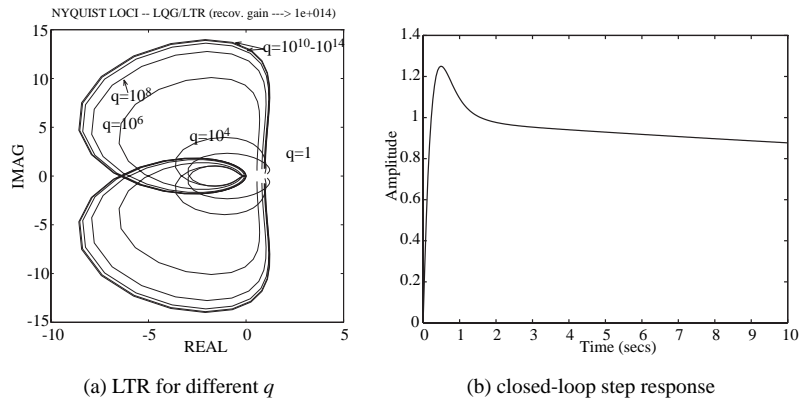 NYQUIST LOCI -- LQG/LTR (recov. gain ---> 1e+014)
15
10
5
0
-5
-10
-15
IMAG
-10
-5
0
5
REAL
q=10^10-10^14
q=10^8
q=10^6
q=10^4
q=1
(a) LTR for different q
1.4
1.2
1
0.8
0.6
0.4
0.2
0
Amplitude
0
1
2
3
4
5
6
7
8
9
10
Time (secs)
(b) closed-loop step response